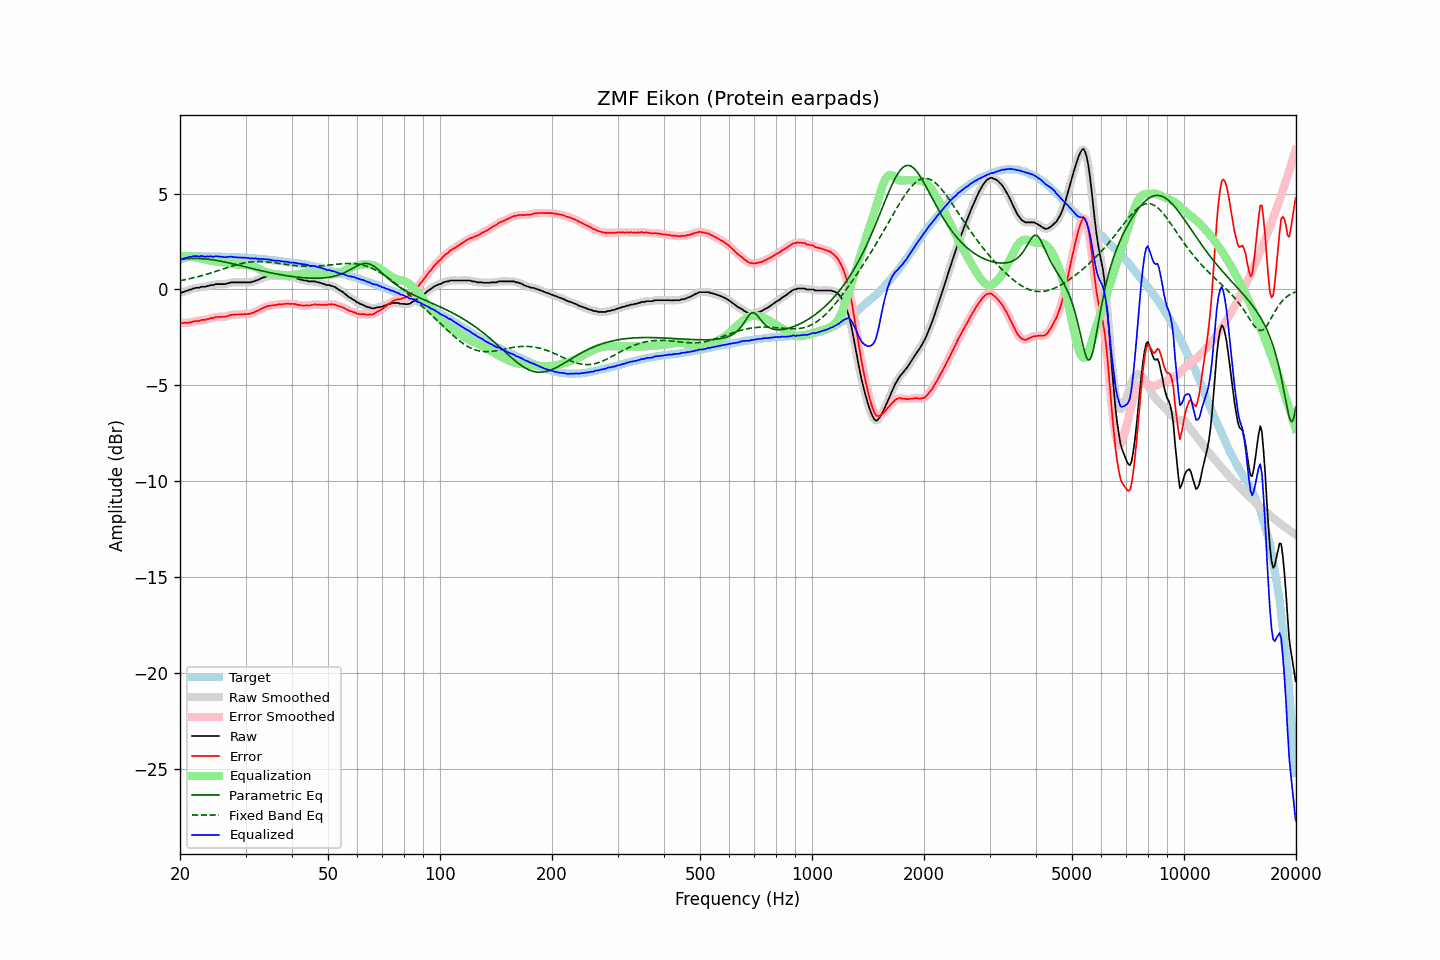 ZMF Eikon (Protein earpads)
Amplitude (dBr)
5
0
−5
−10
−15
−20
−25
Target
Raw Smoothed
Error Smoothed
Raw
Error
Equalization
Parametric Eq
Fixed Band Eq
Equalized
20 50 100 200 500 1000 2000 5000 10000 20000
Frequency (Hz)